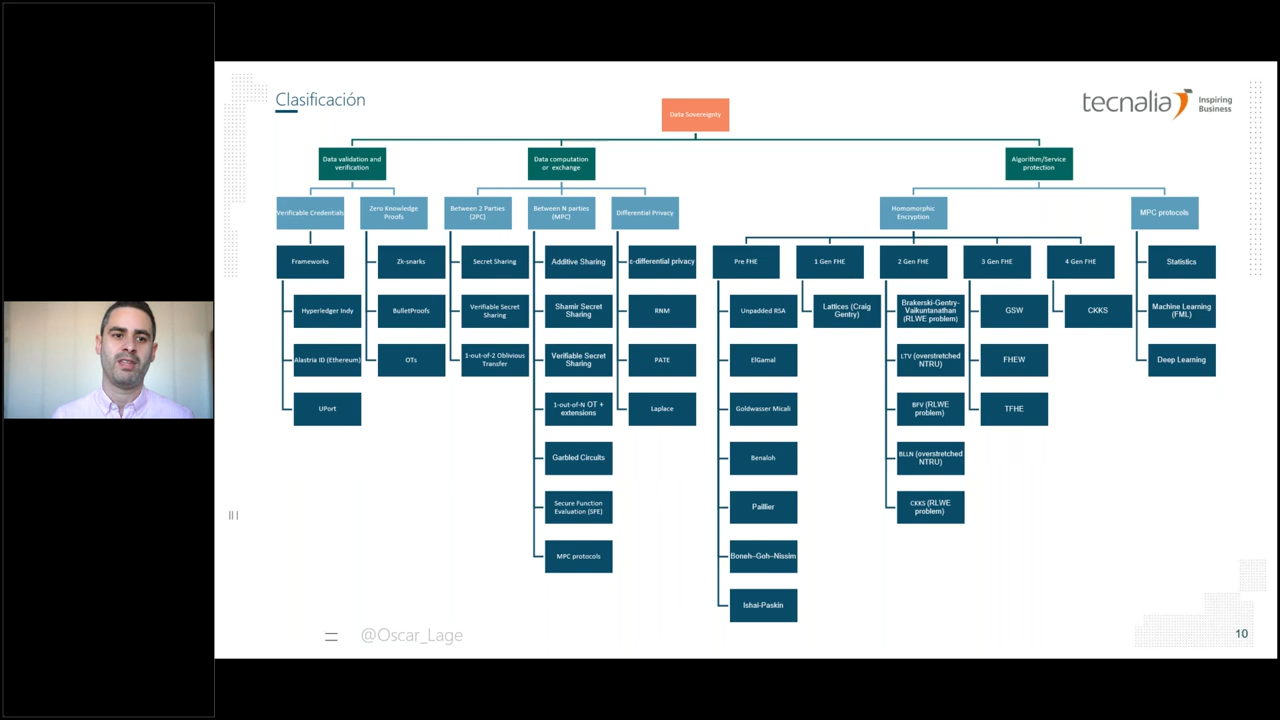 Clasificación
tecnalia
Inspiring
Business
Data Sovereignty
Data validation and
verification
Data computation
or exchange
Algorithm/Service
protection
Verifiable Credentials
Zero Knowledge
Proofs
Between 2 Parties
(2PC)
Between N parties
(MPC)
Differential Privacy
Homomorphic
Encryption
MPC protocols
Frameworks
Zk-snarks
Secret Sharing
Additive Sharing
ε-differential privacy
Pre FHE
1 Gen FHE
2 Gen FHE
3 Gen FHE
4 Gen FHE
Statistics
Hyperledger Indy
BulletProofs
Verifiable Secret
Sharing
Shamir Secret
Sharing
RNM
Unpadded RSA
Lattices (Craig
Gentry)
Brakerski-Gentry-
Vaikuntanathan
(RLWE problem)
GSW
CKKS
Machine Learning
(FML)
Alastria ID (Ethereum)
OTs
1-out-of-2 Oblivious
Transfer
Verifiable Secret
Sharing
PATE
ElGamal
LTV (overstretched
NTRU)
FHEW
Deep Learning
UPort
1-out-of-N OT +
extensions
Laplace
Goldwasser Micali
BFV (RLWE
problem)
TFHE
Garbled Circuits
Benaloh
BLLN (overstretched
NTRU)
Secure Function
Evaluation (SFE)
Paillier
CKKS (RLWE
problem)
MPC protocols
Boneh–Goh–Nissim
Ishai-Paskin
@Oscar_Lage
10